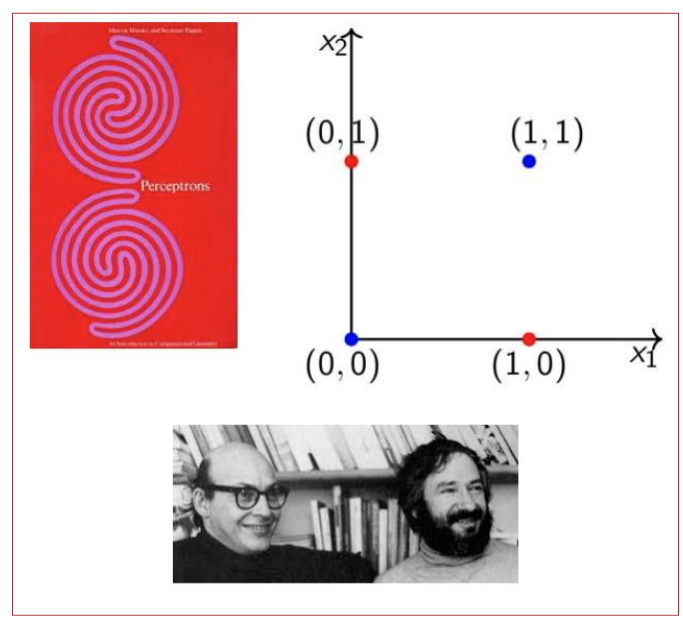 Marvin Minsky and Seymour Papert
Perceptrons
An Introduction to Computational Geometry
x₂
(0, 1)
(1, 1)
(0, 0)
(1, 0)
x₁